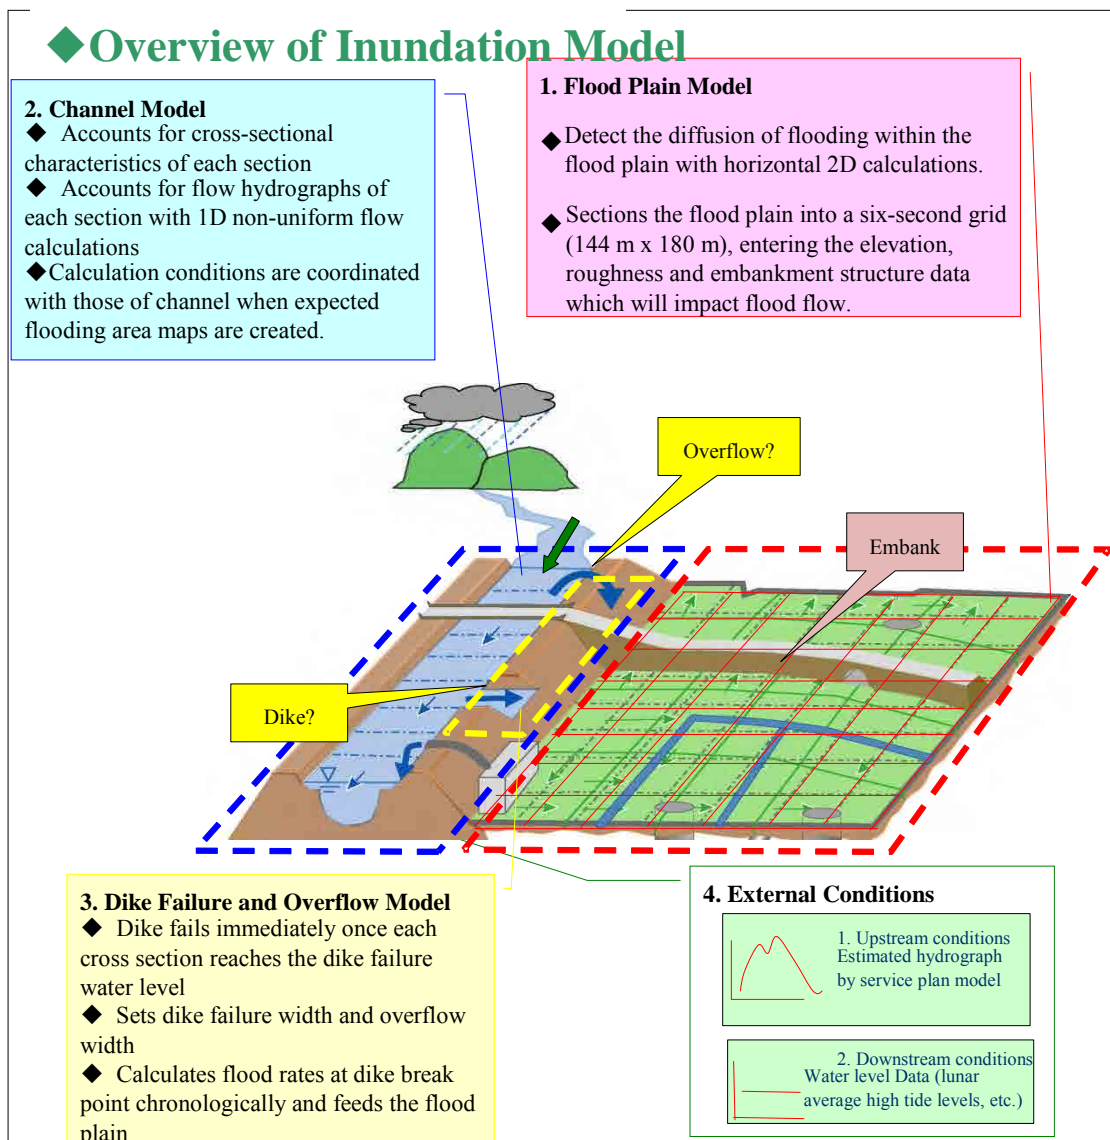 ◆Overview of Inundation Model
1. Flood Plain Model
◆ Detect the diffusion of flooding within the
flood plain with horizontal 2D calculations.
◆ Sections the flood plain into a six-second grid
(144 m x 180 m), entering the elevation,
roughness and embankment structure data
which will impact flood flow.
2. Channel Model
◆ Accounts for cross-sectional
characteristics of each section
◆ Accounts for flow hydrographs of
each section with 1D non-uniform flow
calculations
◆Calculation conditions are coordinated
with those of channel when expected
flooding area maps are created.
Overflow?
Embank
Dike?
3. Dike Failure and Overflow Model
◆ Dike fails immediately once each
cross section reaches the dike failure
water level
◆ Sets dike failure width and overflow
width
◆ Calculates flood rates at dike break
point chronologically and feeds the flood
plain
4. External Conditions
1. Upstream conditions
Estimated hydrograph
by service plan model
2. Downstream conditions
Water level Data (lunar
average high tide levels, etc.)